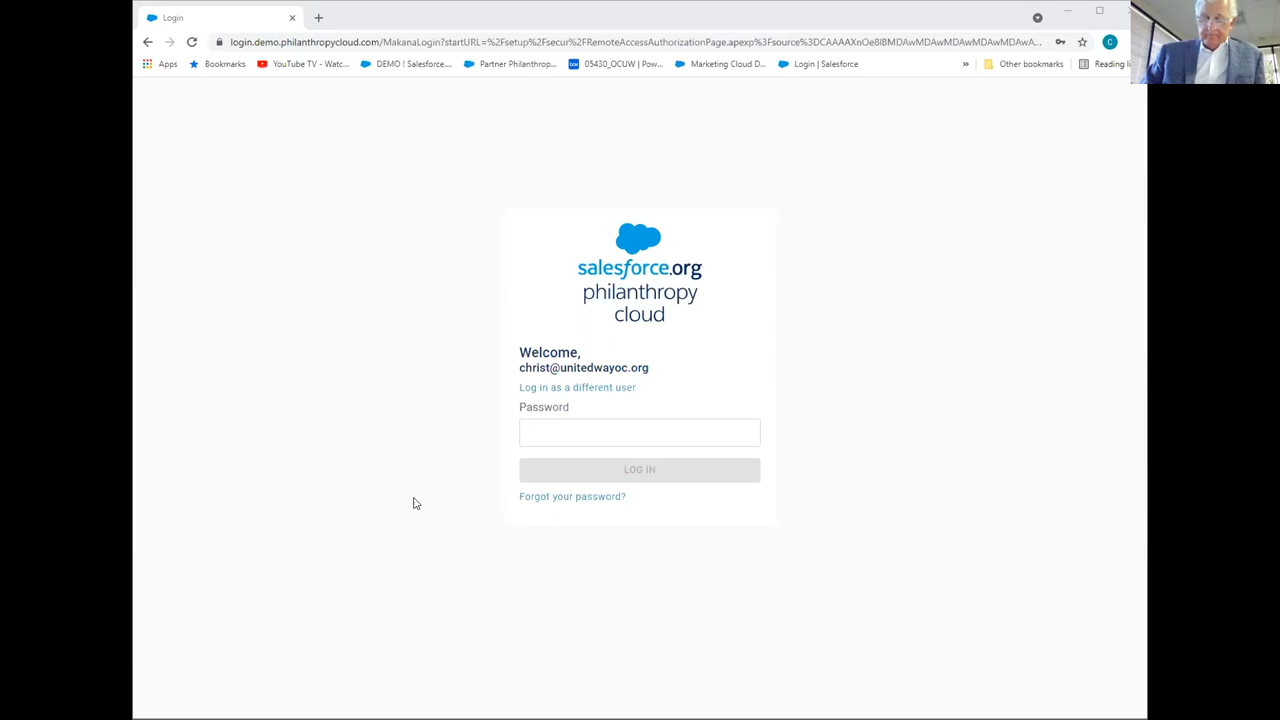 Login
login.demo.philanthropycloud.com/MakanaLogin?startURL=%2Fsetup%2Fsecur%2FRemoteAccessAuthorizationPage.apexp%3Fsource%3DCAAAAXnOe8lBMDAwMDAwMDAwMDAwMDAwA...
Apps Bookmarks YouTube TV - Watc... DEMO ! Salesforce.... Partner Philanthrop... 05430_OCUW | Pow... Marketing Cloud D... Login | Salesforce » Other bookmarks Reading li
salesforce.org
philanthropy
cloud
Welcome,
christ@unitedwayoc.org
Log in as a different user
Password
LOG IN
Forgot your password?